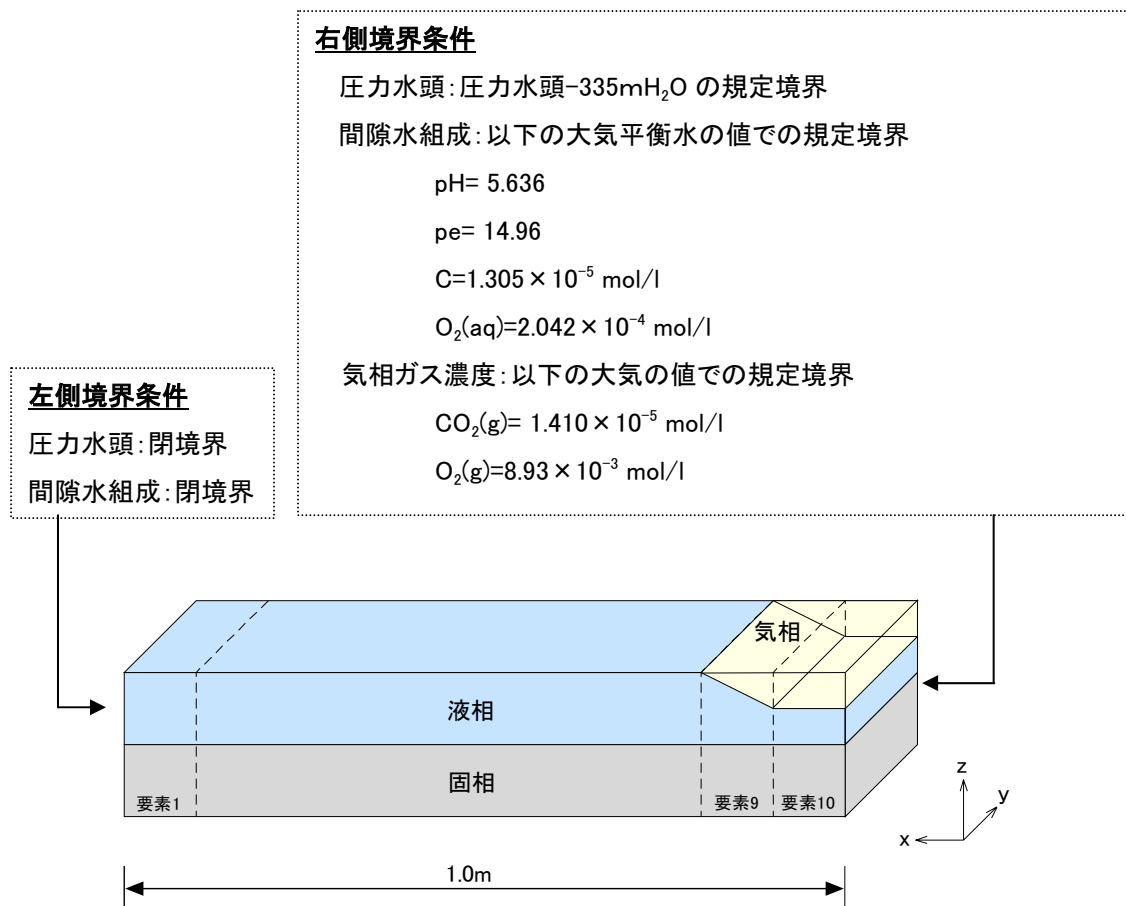 右側境界条件
圧力水頭：圧力水頭-335mH₂O の規定境界
間隙水組成：以下の大気平衡水の値での規定境界
pH= 5.636
pe= 14.96
C=1.305×10⁻⁵ mol/l
O₂(aq)=2.042×10⁻⁴ mol/l
気相ガス濃度：以下の大気の値での規定境界
CO₂(g)= 1.410×10⁻⁵ mol/l
O₂(g)=8.93×10⁻³ mol/l
左側境界条件
圧力水頭：閉境界
間隙水組成：閉境界
気相
液相
固相
要素1
要素9
要素10
z
y
x
1.0m